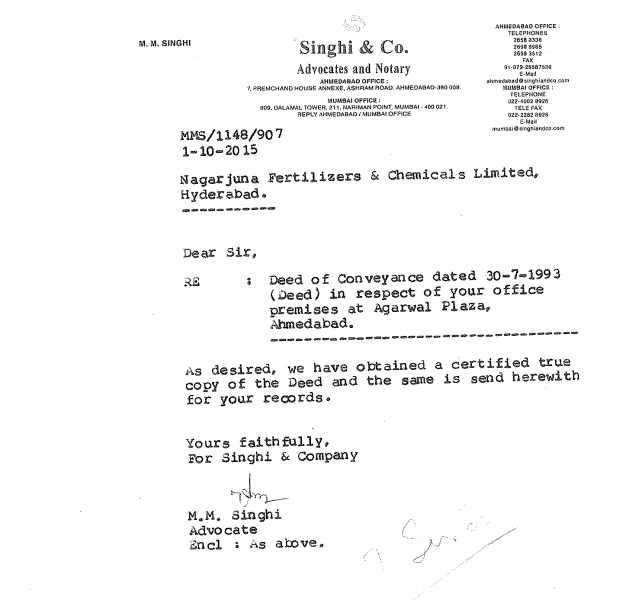 M. M. SINGHI
Singhi & Co.
Advocates and Notary
AHMEDABAD OFFICE :
7, PREMCHAND HOUSE ANNEXE, ASHRAM ROAD, AHMEDABAD-380 009.
MUMBAI OFFICE :
809, DALAMAL TOWER, 211, NARIMAN POINT, MUMBAI - 400 021.
REPLY AHMEDABAD / MUMBAI OFFICE
AHMEDABAD OFFICE :
TELEPHONES
2658 3338
2658 8965
2658 3512
FAX
91-079-26587636
E-Mail
ahmedabad@singhiandco.com
MUMBAI OFFICE :
TELEPHONE
022-4002 8926
TELE FAX
022-2282 8926
E-Mail
mumbai@singhiandco.com
MMS/1148/907
1-10-2015
Nagarjuna Fertilizers & Chemicals Limited,
Hyderabad.
Dear Sir,
RE : Deed of Conveyance dated 30-7-1993
(Deed) in respect of your office
premises at Agarwal Plaza,
Ahmedabad.
As desired, we have obtained a certified true
copy of the Deed and the same is send herewith
for your records.
Yours faithfully,
For Singhi & Company
M.M. Singhi
Advocate
Encl : As above.